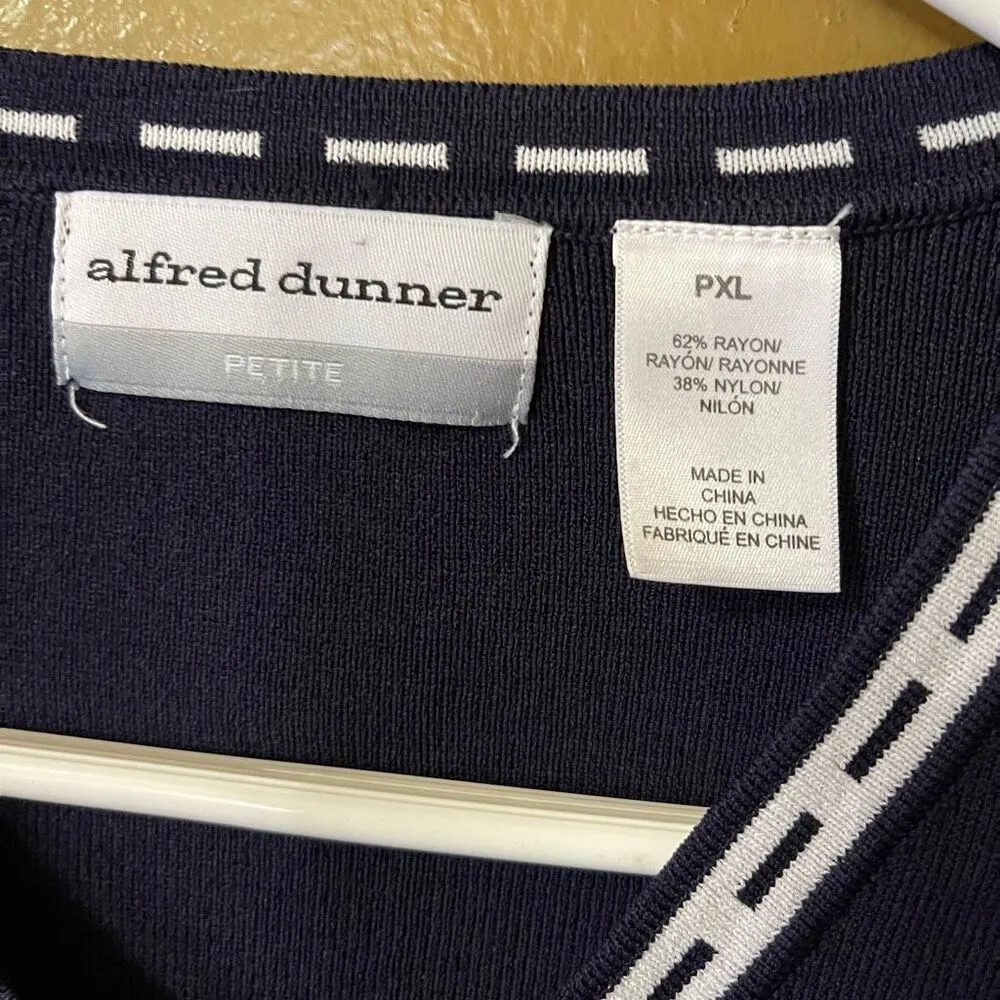 alfred dunner
PETITE
PXL
62% RAYON/
RAYÓN/ RAYONNE
38% NYLON/
NILÓN
MADE IN
CHINA
HECHO EN CHINA
FABRIQUÉ EN CHINE